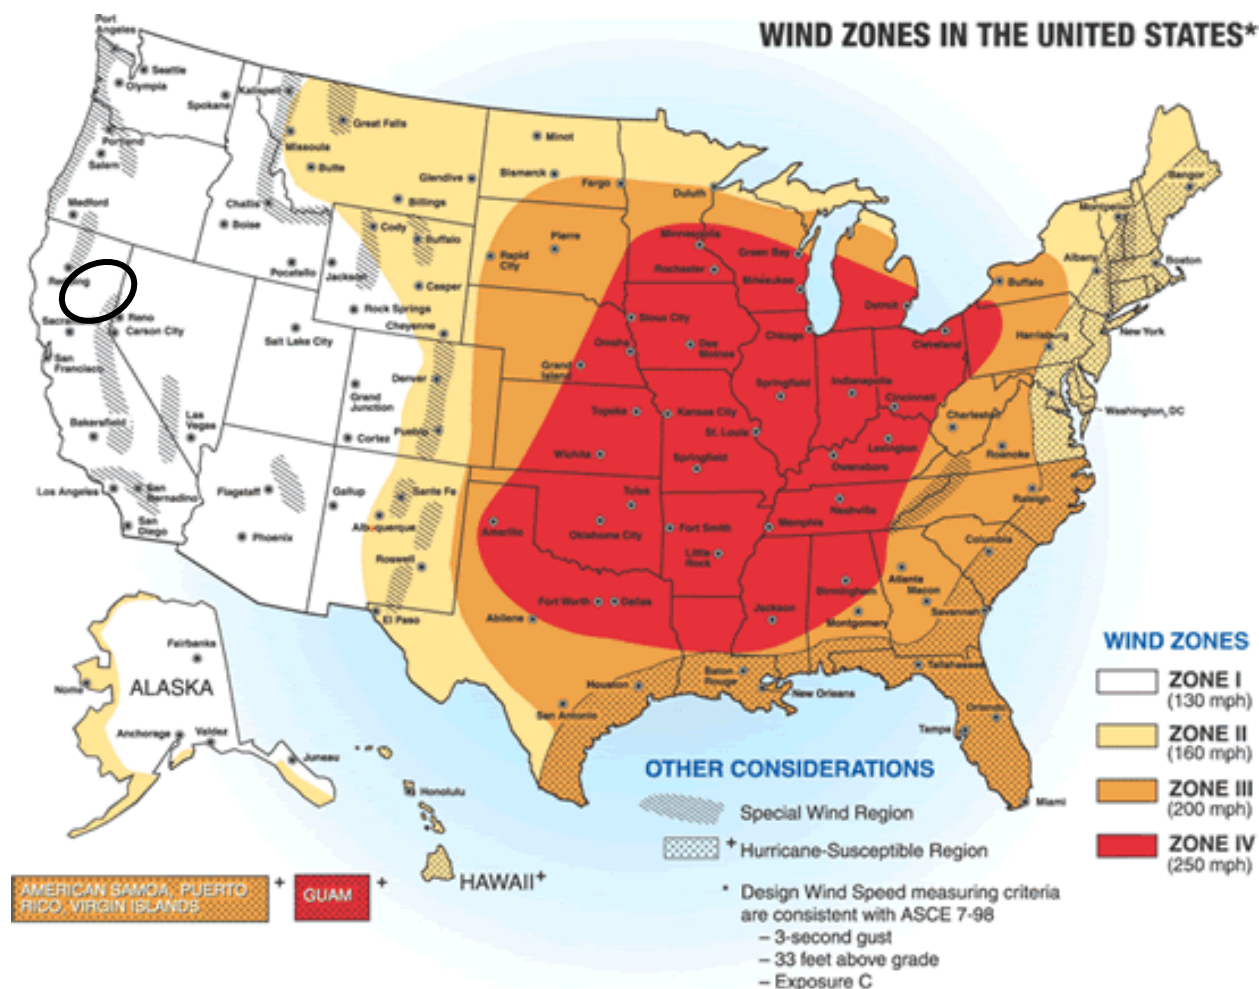 WIND ZONES IN THE UNITED STATES*
Port
Angeles
Seattle
Olympia
Spokane
Kalispell
Great Falls
Missoula
Butte
Glendive
Billings
Minot
Bismarck
Fargo
Duluth
Portland
Salem
Medford
Challis
Boise
Pocatello
Jackson
Cody
Buffalo
Casper
Rock Springs
Cheyenne
Rapid
City
Pierre
Minneapolis
Rochester
Green Bay
Milwaukee
Detroit
Chicago
Cleveland
Buffalo
Albany
Montpelier
Bangor
Boston
New York
Harrisburg
Washington, DC
Reno
Carson City
San
Francisco
Salt Lake City
Grand
Junction
Cortez
Denver
Pueblo
Sioux City
Omaha
Des
Moines
Grand
Island
Topeka
Kansas City
Wichita
Springfield
St. Louis
Springfield
Indianapolis
Cincinnati
Lexington
Owensboro
Charleston
Roanoke
Raleigh
Bakersfield
Las
Vegas
Los Angeles
San
Bernadino
San
Diego
Flagstaff
Phoenix
Gallup
Santa Fe
Albuquerque
Roswell
El Paso
Amarillo
Tulsa
Oklahoma City
Fort Smith
Little
Rock
Memphis
Nashville
Fort Worth
Dallas
Abilene
Jackson
Birmingham
Montgomery
Atlanta
Macon
Columbia
Savannah
Tallahassee
Baton
Rouge
New Orleans
Houston
San Antonio
Orlando
Tampa
Miami
Fairbanks
Nome
ALASKA
Anchorage
Valdez
Juneau
Honolulu
HAWAII+
AMERICAN SAMOA, PUERTO
RICO, VIRGIN ISLANDS
+
GUAM
+
WIND ZONES
ZONE I
(130 mph)
ZONE II
(160 mph)
ZONE III
(200 mph)
ZONE IV
(250 mph)
OTHER CONSIDERATIONS
Special Wind Region
+ Hurricane-Susceptible Region
* Design Wind Speed measuring criteria
are consistent with ASCE 7-98
– 3-second gust
– 33 feet above grade
– Exposure C